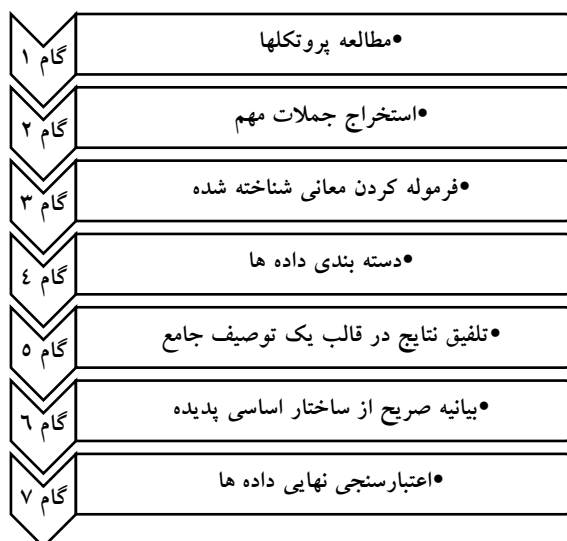 گام ۱
•مطالعه پروتکلها
گام ۲
•استخراج جملات مهم
گام ۳
•فرموله کردن معانی شناخته شده
گام ٤
•دسته بندی داده ها
گام ٥
•تلفیق نتایج در قالب یک توصیف جامع
گام ٦
•بیانیه صریح از ساختار اساسی پدیده
گام ۷
•اعتبارسنجی نهایی داده ها